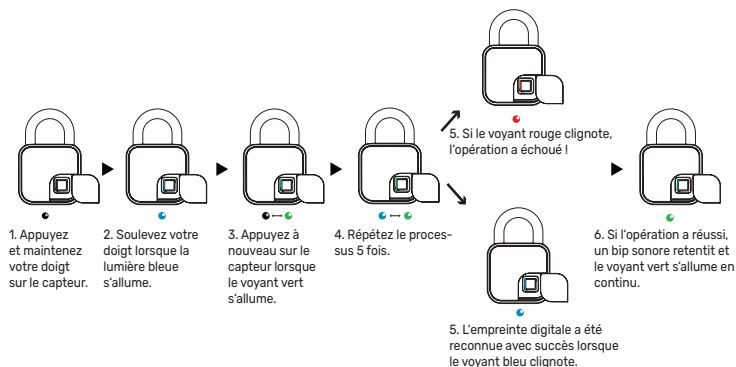 1. Appuyez
et maintenez
votre doigt
sur le capteur.
2. Soulevez votre
doigt lorsque la
lumière bleue
s'allume.
3. Appuyez à
nouveau sur le
capteur lorsque
le voyant vert
s'allume.
4. Répétez le proces-
sus 5 fois.
5. Si le voyant rouge clignote,
l'opération a échoué !
5. L'empreinte digitale a été
reconnue avec succès lorsque
le voyant bleu clignote.
6. Si l'opération a réussi,
un bip sonore retentit et
le voyant vert s'allume en
continu.